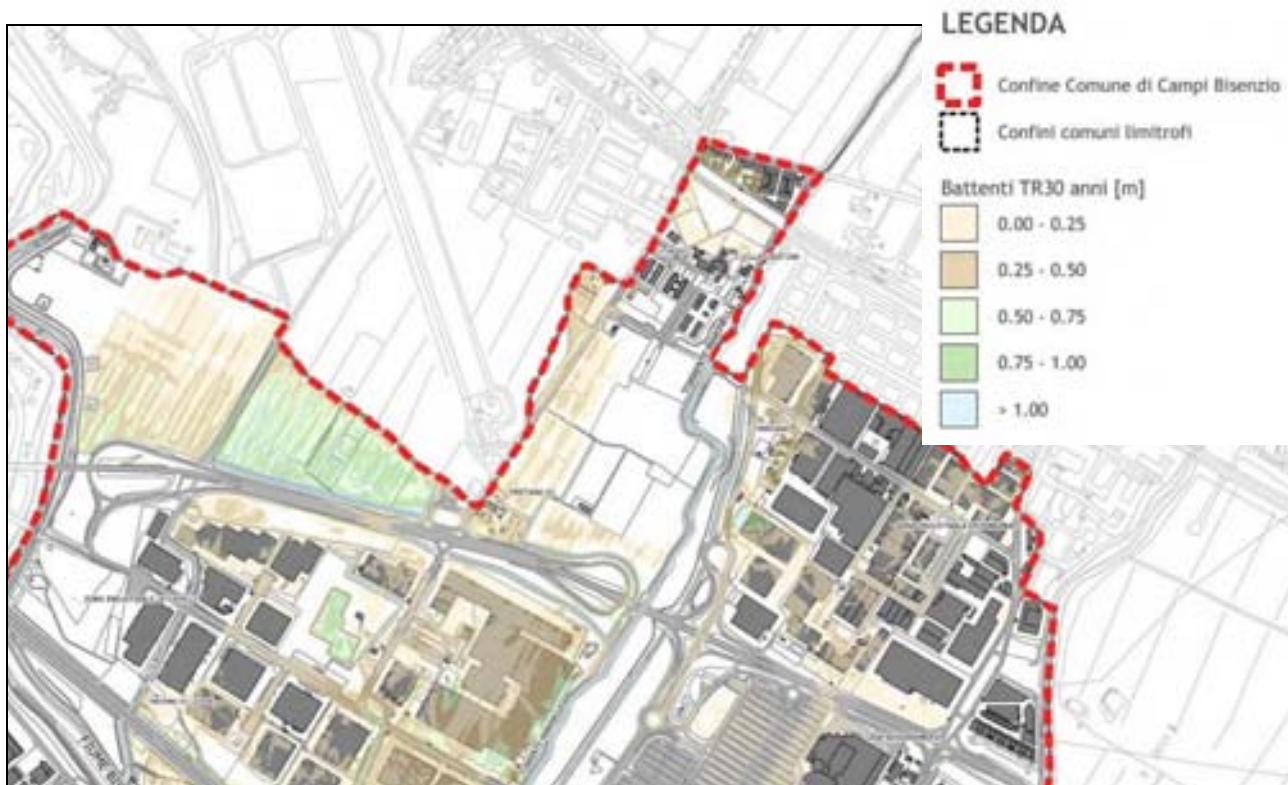 LEGENDA
Confine Comune di Campi Bisenzio
Confini comuni limitrofi
Battenti TR30 anni [m]
0.00 - 0.25
0.25 - 0.50
0.50 - 0.75
0.75 - 1.00
> 1.00
FIUME